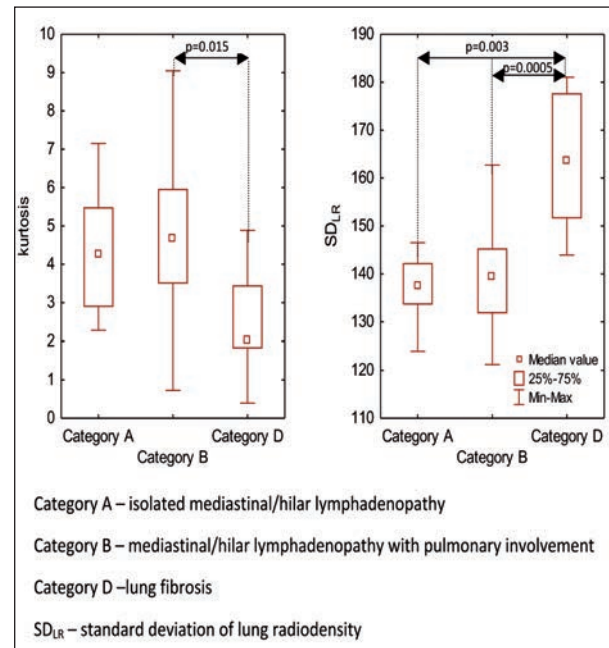 10
9
8
7
6
5
4
3
2
1
0
kurtosis
p=0.015
Category A
Category D
Category B
190
180
170
160
150
140
130
120
110
SDLR
p=0.003
p=0.0005
Median value
25%-75%
Min-Max
Category A
Category D
Category B
Category A – isolated mediastinal/hilar lymphadenopathy
Category B – mediastinal/hilar lymphadenopathy with pulmonary involvement
Category D –lung fibrosis
SDLR – standard deviation of lung radiodensity